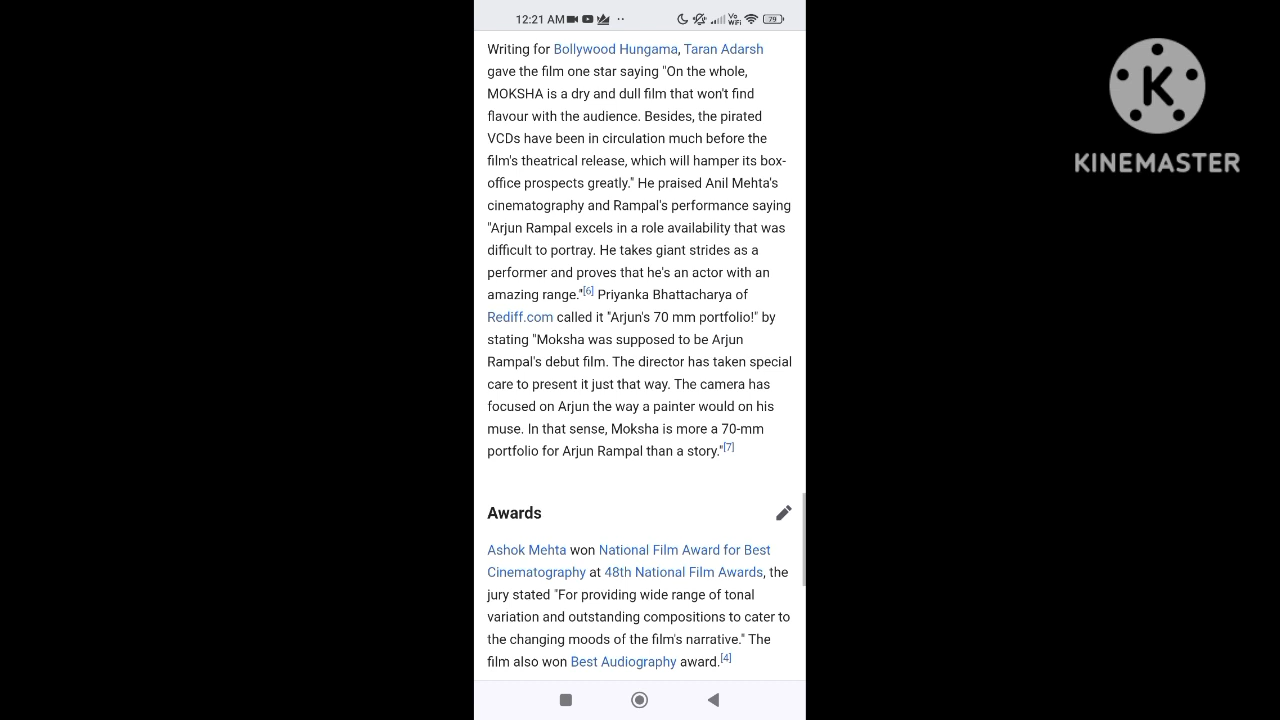 12:21 AM
Vo
WiFi
79
K
KINEMASTER
Writing for Bollywood Hungama, Taran Adarsh
gave the film one star saying "On the whole,
MOKSHA is a dry and dull film that won't find
flavour with the audience. Besides, the pirated
VCDs have been in circulation much before the
film's theatrical release, which will hamper its box-
office prospects greatly." He praised Anil Mehta's
cinematography and Rampal's performance saying
"Arjun Rampal excels in a role availability that was
difficult to portray. He takes giant strides as a
performer and proves that he's an actor with an
amazing range."[6] Priyanka Bhattacharya of
Rediff.com called it "Arjun's 70 mm portfolio!" by
stating "Moksha was supposed to be Arjun
Rampal's debut film. The director has taken special
care to present it just that way. The camera has
focused on Arjun the way a painter would on his
muse. In that sense, Moksha is more a 70-mm
portfolio for Arjun Rampal than a story."[7]
Awards
Ashok Mehta won National Film Award for Best
Cinematography at 48th National Film Awards, the
jury stated "For providing wide range of tonal
variation and outstanding compositions to cater to
the changing moods of the film's narrative." The
film also won Best Audiography award.[4]